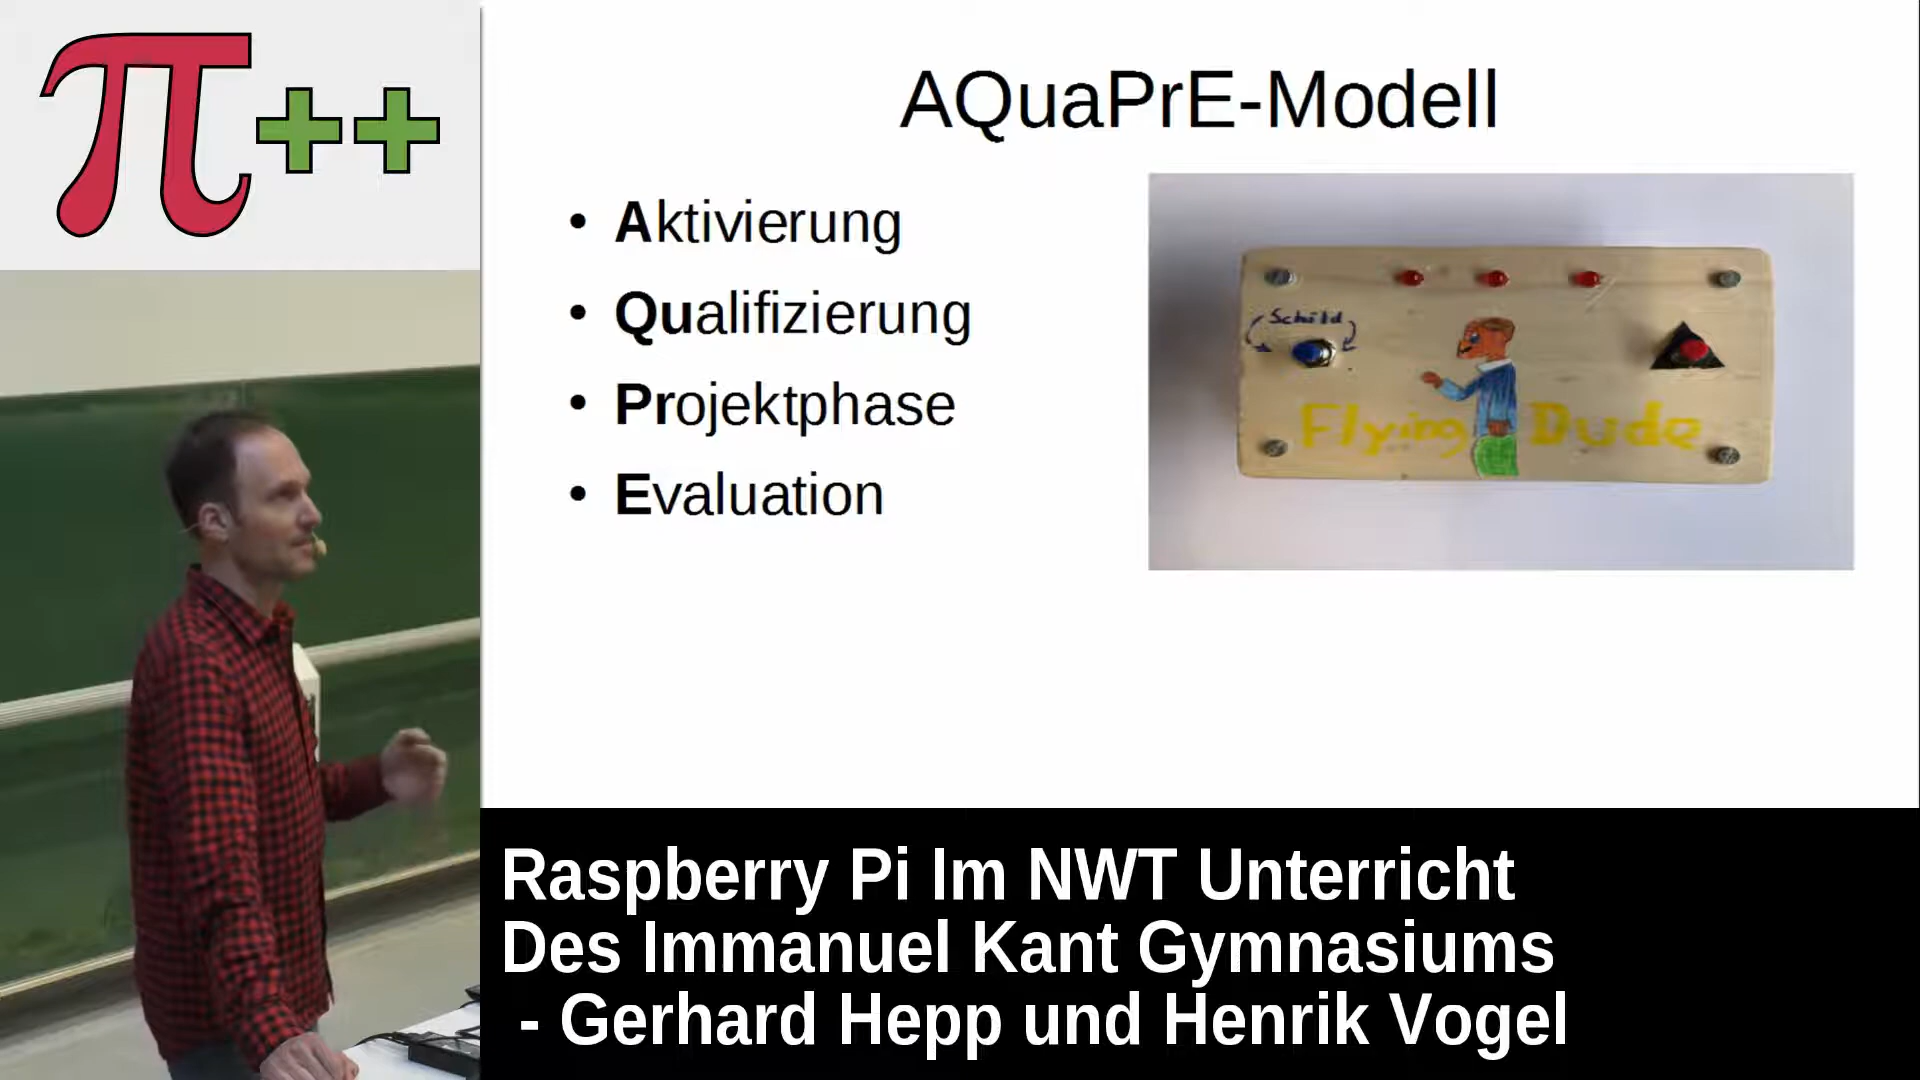 π++
AQuaPrE-Modell
• Aktivierung
• Qualifizierung
• Projektphase
• Evaluation
Schild
Flying Dude
Raspberry Pi Im NWT Unterricht
Des Immanuel Kant Gymnasiums
- Gerhard Hepp und Henrik Vogel